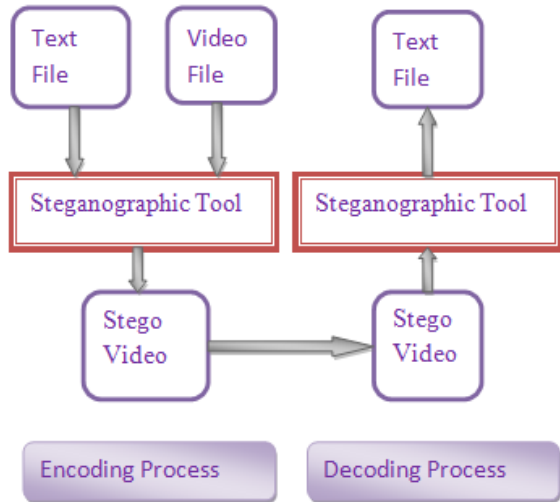 Text
File
Video
File
Text
File
Steganographic Tool
Steganographic Tool
Stego
Video
Stego
Video
Encoding Process
Decoding Process